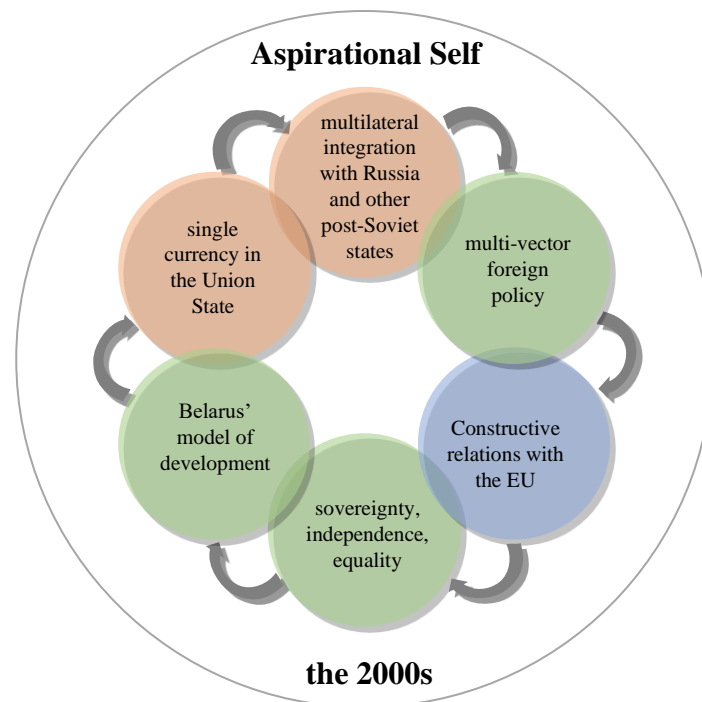 Aspirational Self
multilateral
integration
with Russia
and other
post-Soviet
states
multi-vector
foreign
policy
Constructive
relations with
the EU
sovereignty,
independence,
equality
Belarus’
model of
development
single
currency in
the Union
State
the 2000s